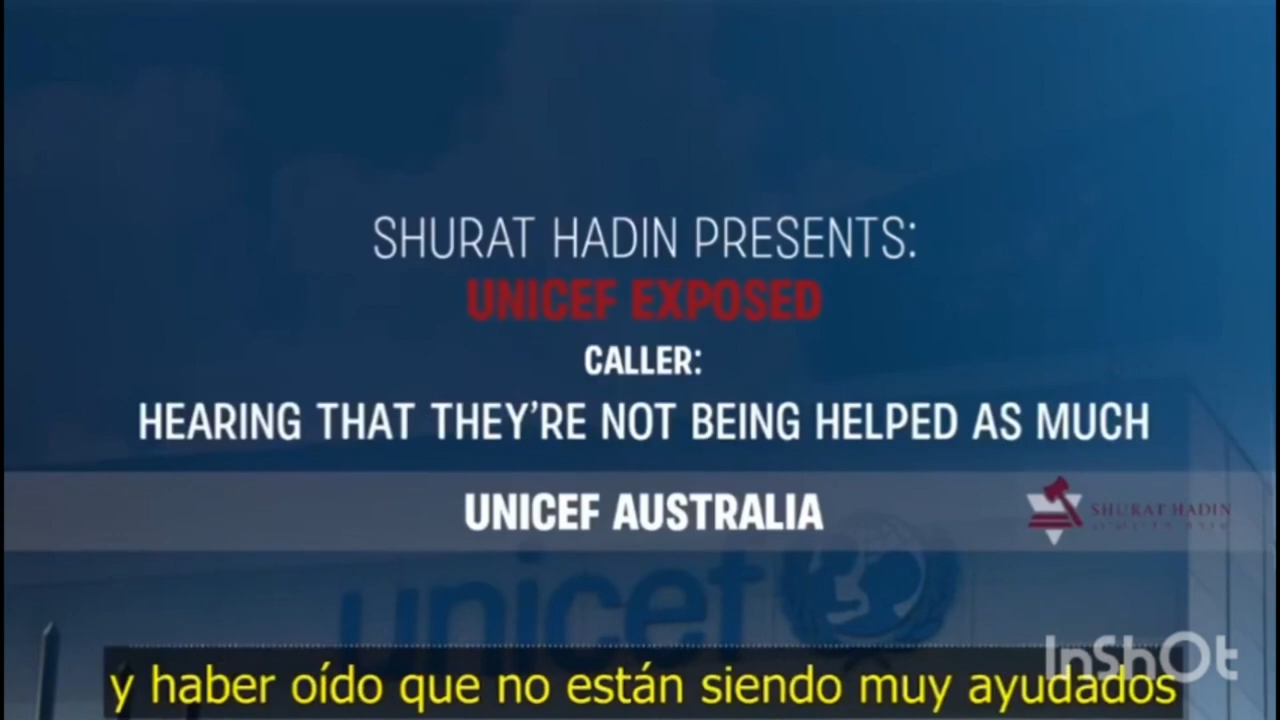 SHURAT HADIN PRESENTS:
UNICEF EXPOSED
CALLER:
HEARING THAT THEY'RE NOT BEING HELPED AS MUCH
UNICEF AUSTRALIA
SHURAT HADIN
unicef
InShOt
y haber oído que no están siendo muy ayudados